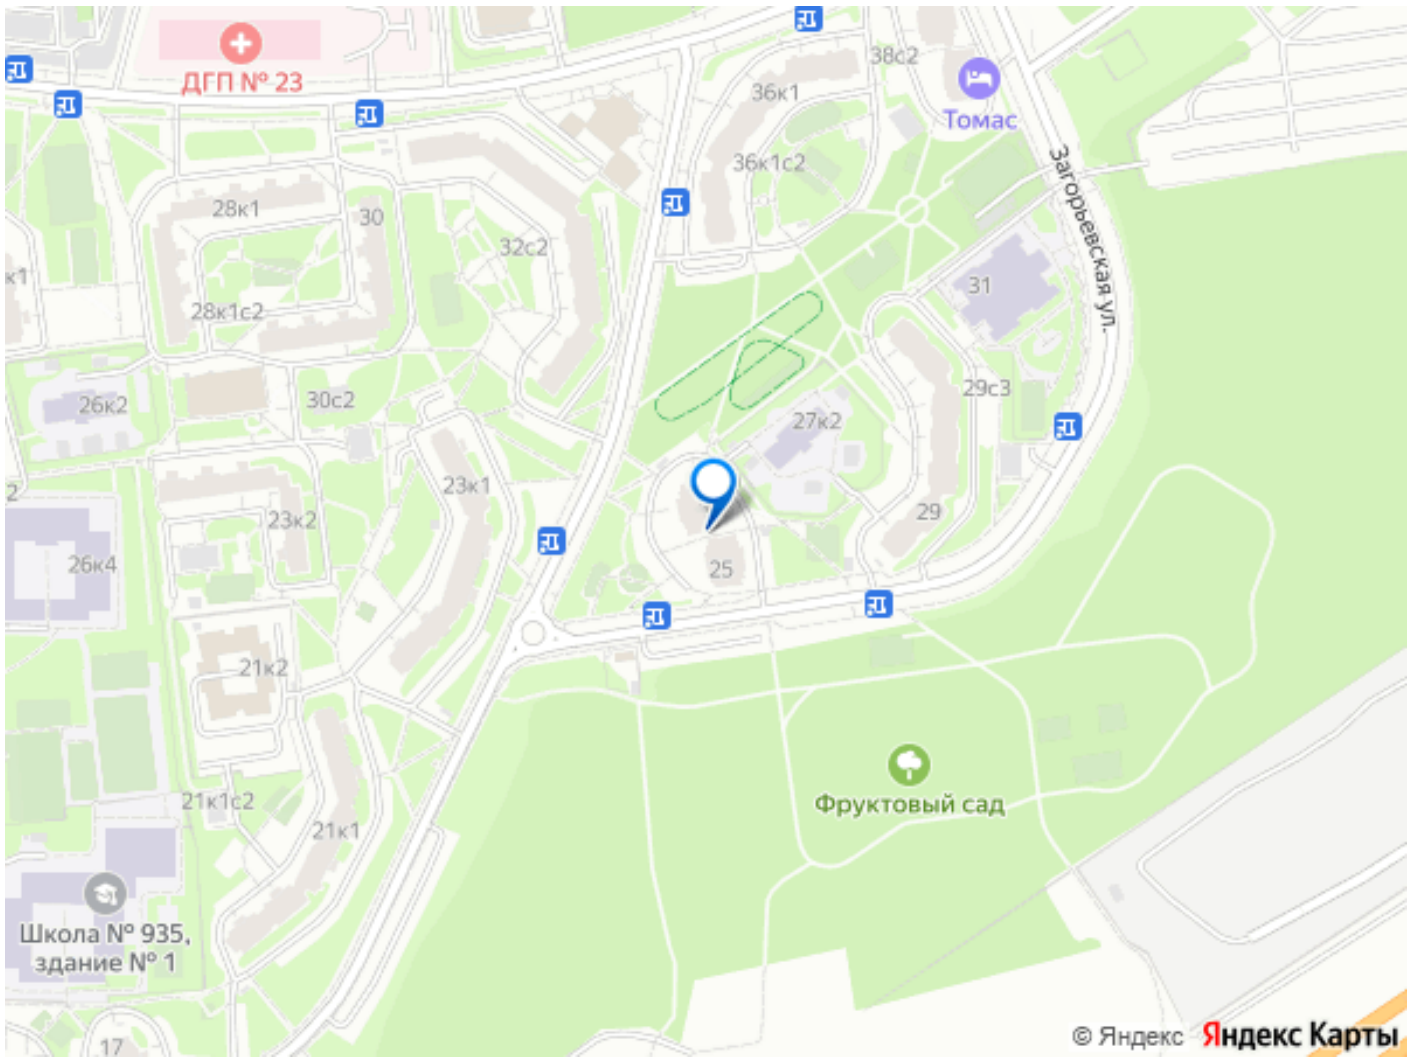 38с2
36к1
ДГП № 23
Томас
36к1с2
Загорьевская ул.
28к1
30
32с2
к1
31
28к1с2
29с3
26к2
30с2
27к2
23к1
2
29
23к2
26к4
25
21к2
Фруктовый сад
21к1с2
21к1
Школа № 935,
здание № 1
17
© Яндекс Яндекс Карты